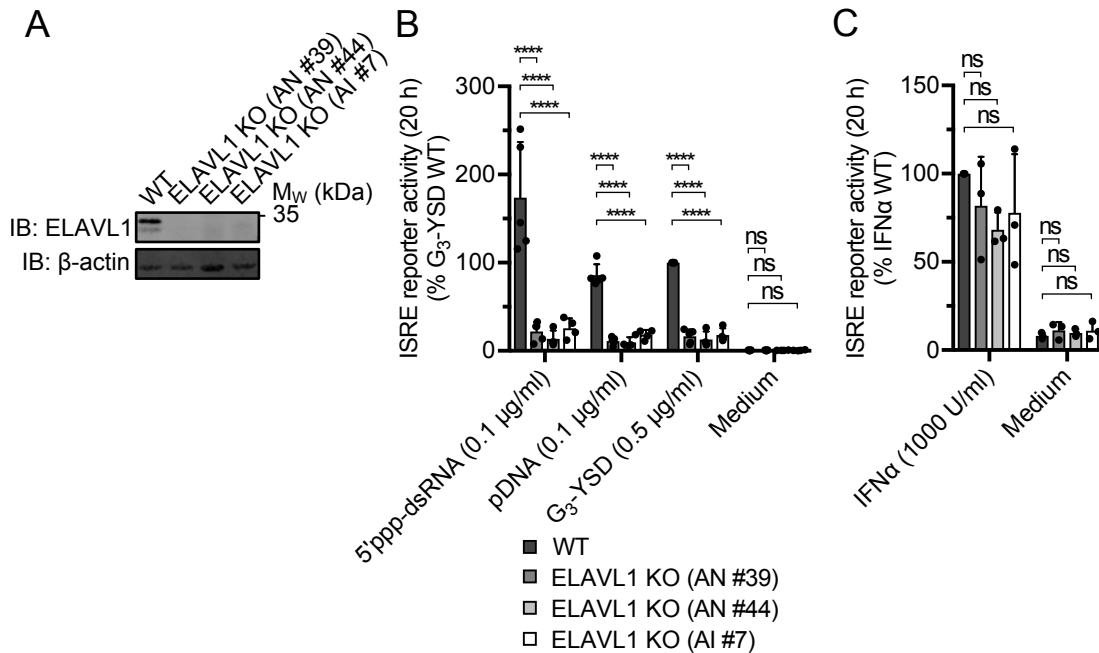 A
WT
ELAVL1 KO (AN #39)
ELAVL1 KO (AN #44)
ELAVL1 KO (AI #7)
MW (kDa)
35
IB: ELAVL1
IB: β-actin
B
ISRE reporter activity (20 h)
(% G3-YSD WT)
300
200
100
0
****
****
****
****
****
****
****
****
****
ns
ns
ns
5'ppp-dsRNA (0.1 µg/ml)
pDNA (0.1 µg/ml)
G3-YSD (0.5 µg/ml)
Medium
WT
ELAVL1 KO (AN #39)
ELAVL1 KO (AN #44)
ELAVL1 KO (AI #7)
C
ISRE reporter activity (20 h)
(% IFNα WT)
150
100
50
0
ns
ns
ns
ns
ns
ns
IFNα (1000 U/ml)
Medium